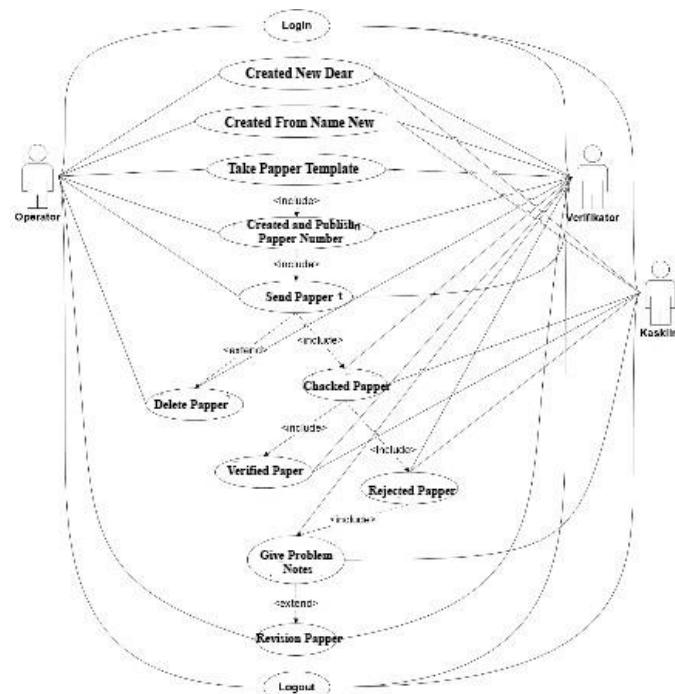 Login
Created New Dear
Created From Name New
Take Papper Template
<include>
Operator
Verifikator
Created and Publish
Papper Number
<include>
Send Papper
<extend>
<include>
Chacked Papper
Delete Papper
<include>
<include>
Verified Paper
Rejected Papper
<include>
Give Problem
Notes
<extend>
Revision Papper
Logout